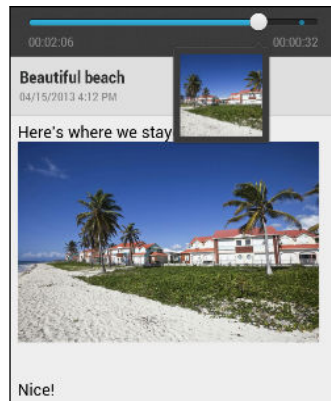 00:02:06 00:00:32
Beautiful beach
04/15/2013 4:12 PM
Here's where we stay
Nice!